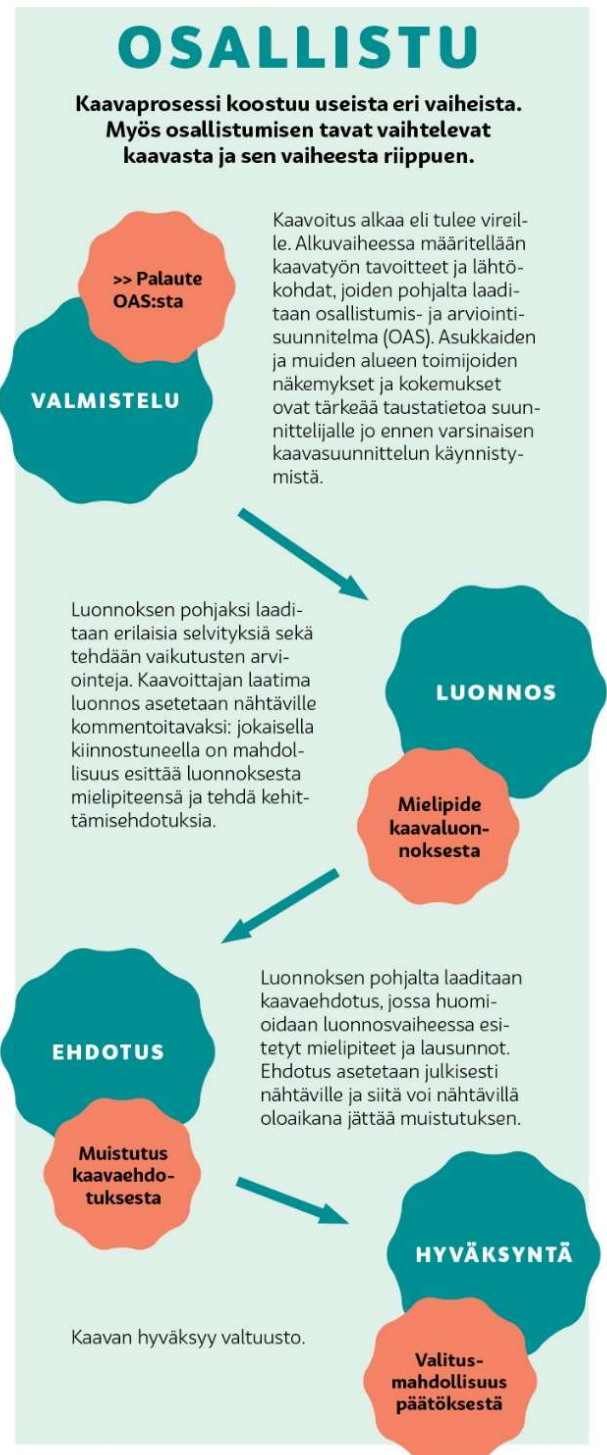 OSALLISTU
Kaavaprosessi koostuu useista eri vaiheista.
Myös osallistumisen tavat vaihtelevat
kaavasta ja sen vaiheesta riippuen.
>> Palaute
OAS:sta
VALMISTELU
Kaavoitus alkaa eli tulee vireil-
le. Alkuvaiheessa määritellään
kaavatyön tavoitteet ja lähtö-
kohdat, joiden pohjalta laadi-
taan osallistumis- ja arviointi-
suunnitelma (OAS). Asukkaiden
ja muiden alueen toimijoiden
näkemykset ja kokemukset
ovat tärkeää taustatietoa suun-
nittelijalle jo ennen varsinaisen
kaavasuunnittelun käynnisty-
mistä.
Luonnoksen pohjaksi laadi-
taan erilaisia selvityksiä sekä
tehdään vaikutusten arvi-
ointeja. Kaavoittajan laatima
luonnos asetetaan nähtäville
kommentoitavaksi: jokaisella
kiinnostuneella on mahdol-
lisuus esittää luonnoksesta
mielipiteensä ja tehdä kehit-
tämisehdotuksia.
LUONNOS
Mielipide
kaavaluon-
noksesta
EHDOTUS
Muistutus
kaavaehdo-
tuksesta
Luonnoksen pohjalta laaditaan
kaavaehdotus, jossa huomi-
oidaan luonnosvaiheessa esi-
tetyt mielipiteet ja lausunnot.
Ehdotus asetetaan julkisesti
nähtäville ja siitä voi nähtävillä
oloaikana jättää muistutuksen.
HYVÄKSYNTÄ
Kaavan hyväksyy valtuusto.
Valitus-
mahdollisuus
päätöksestä